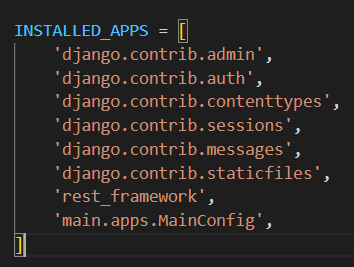 INSTALLED_APPS = [
    'django.contrib.admin',
    'django.contrib.auth',
    'django.contrib.contenttypes',
    'django.contrib.sessions',
    'django.contrib.messages',
    'django.contrib.staticfiles',
    'rest_framework',
    'main.apps.MainConfig',
]